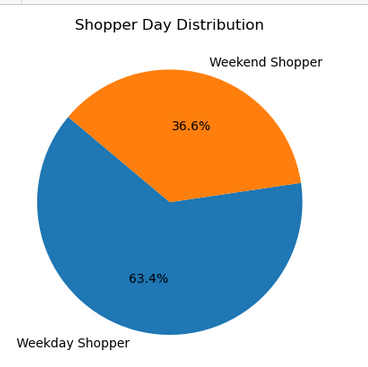 Shopper Day Distribution
Weekend Shopper
36.6%
63.4%
Weekday Shopper